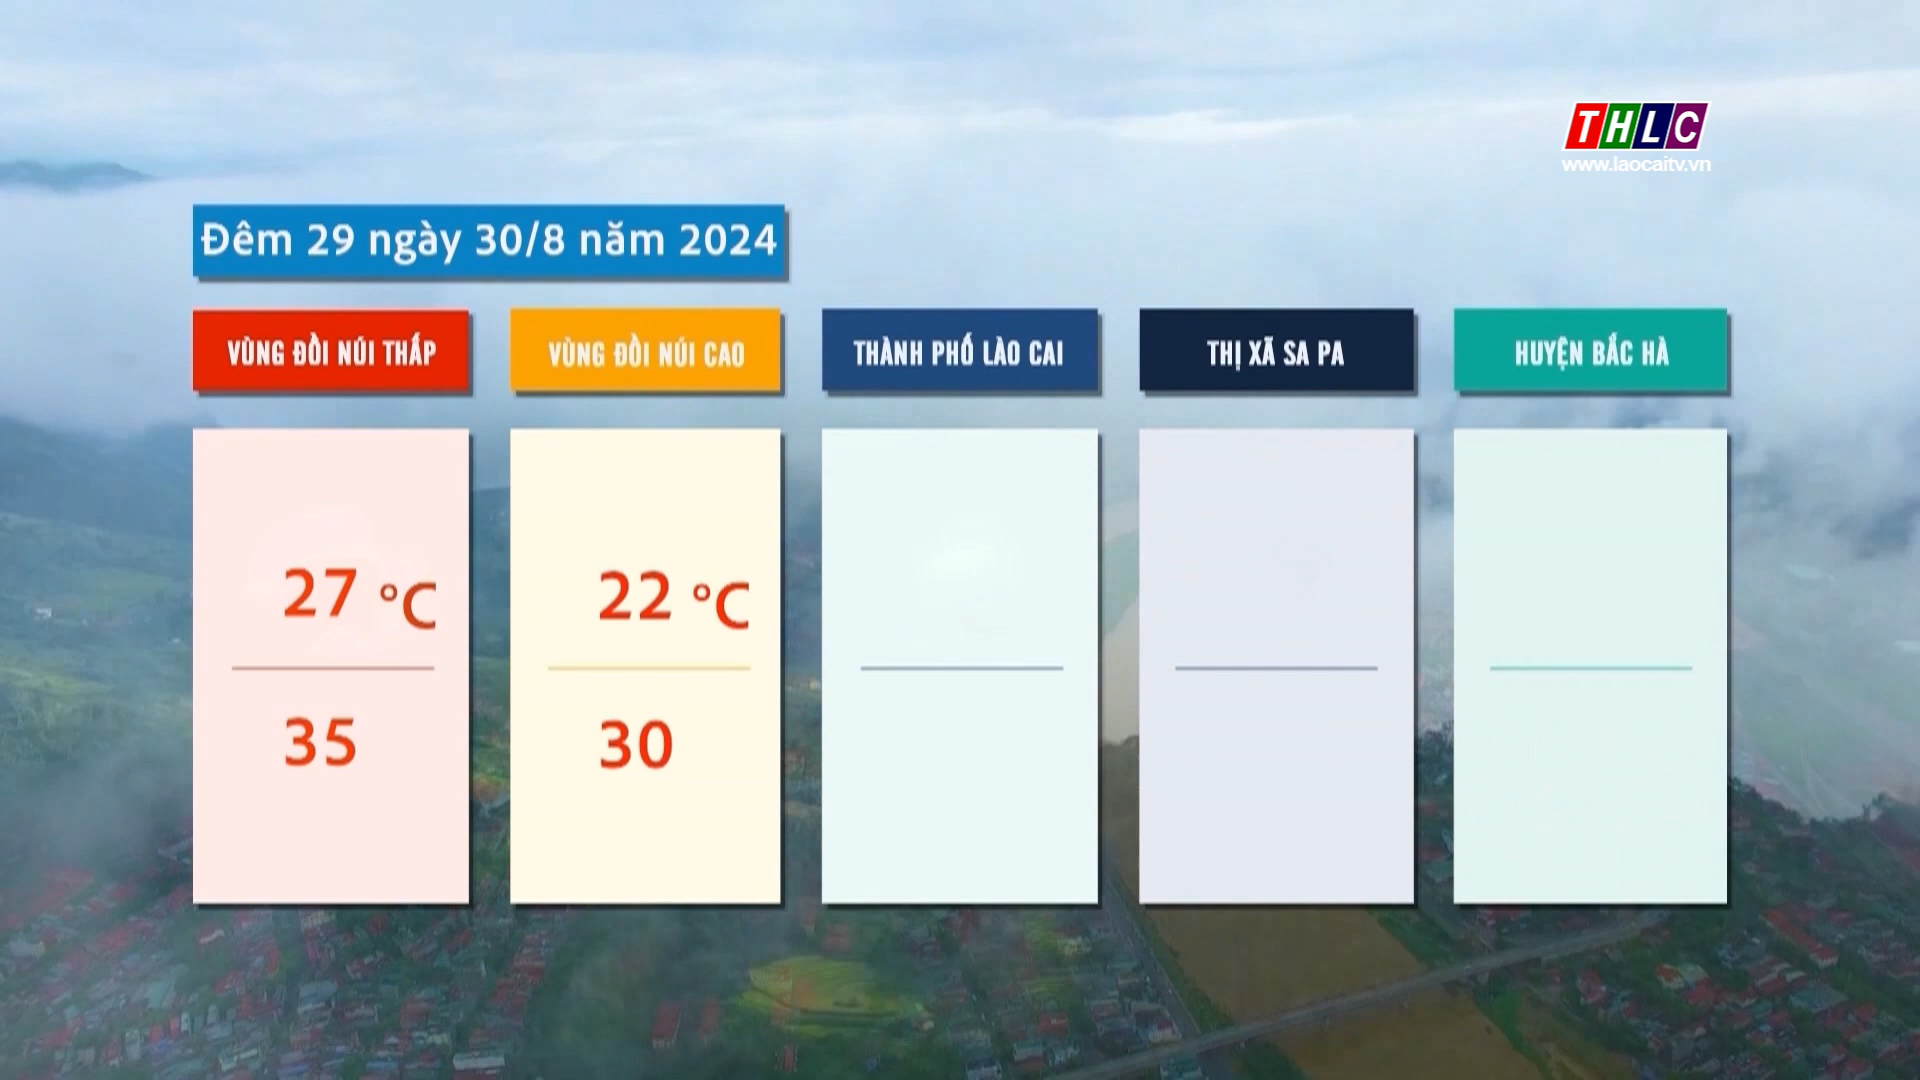 THLC
www.laocaitv.vn
Đêm 29 ngày 30/8 năm 2024
VÙNG ĐỒI NÚI THẤP
VÙNG ĐỒI NÚI CAO
THÀNH PHỐ LÀO CAI
THỊ XÃ SA PA
HUYỆN BẮC HÀ
27 °C
22 °C
35
30